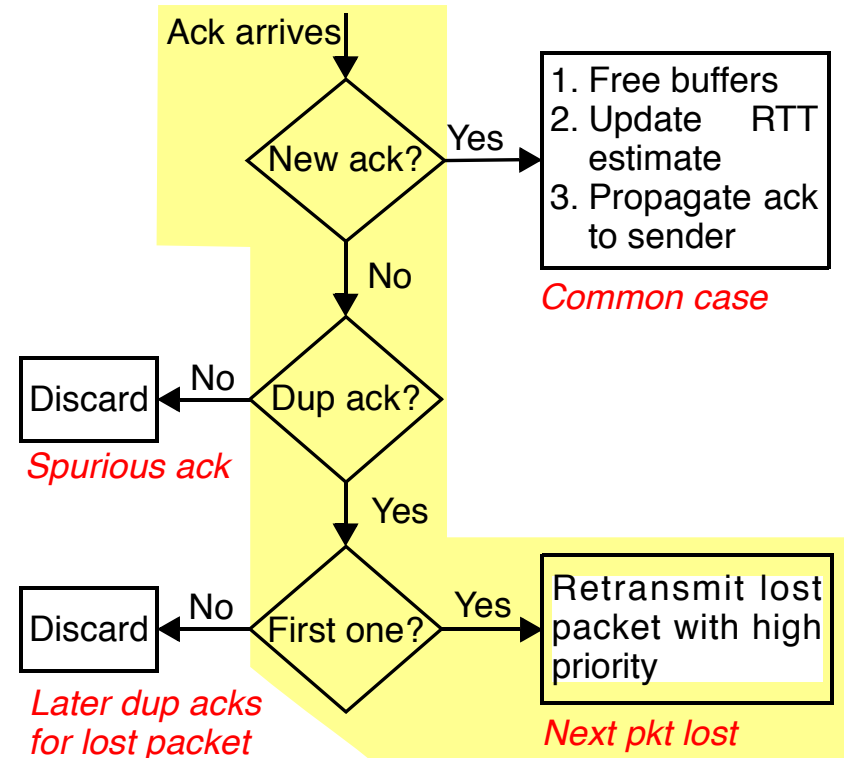 Ack arrives
New ack?
Yes
1. Free buffers
2. Update RTT
estimate
3. Propagate ack
to sender
Common case
No
Dup ack?
No
Discard
Spurious ack
Yes
First one?
No
Discard
Later dup acks
for lost packet
Yes
Retransmit lost
packet with high
priority
Next pkt lost